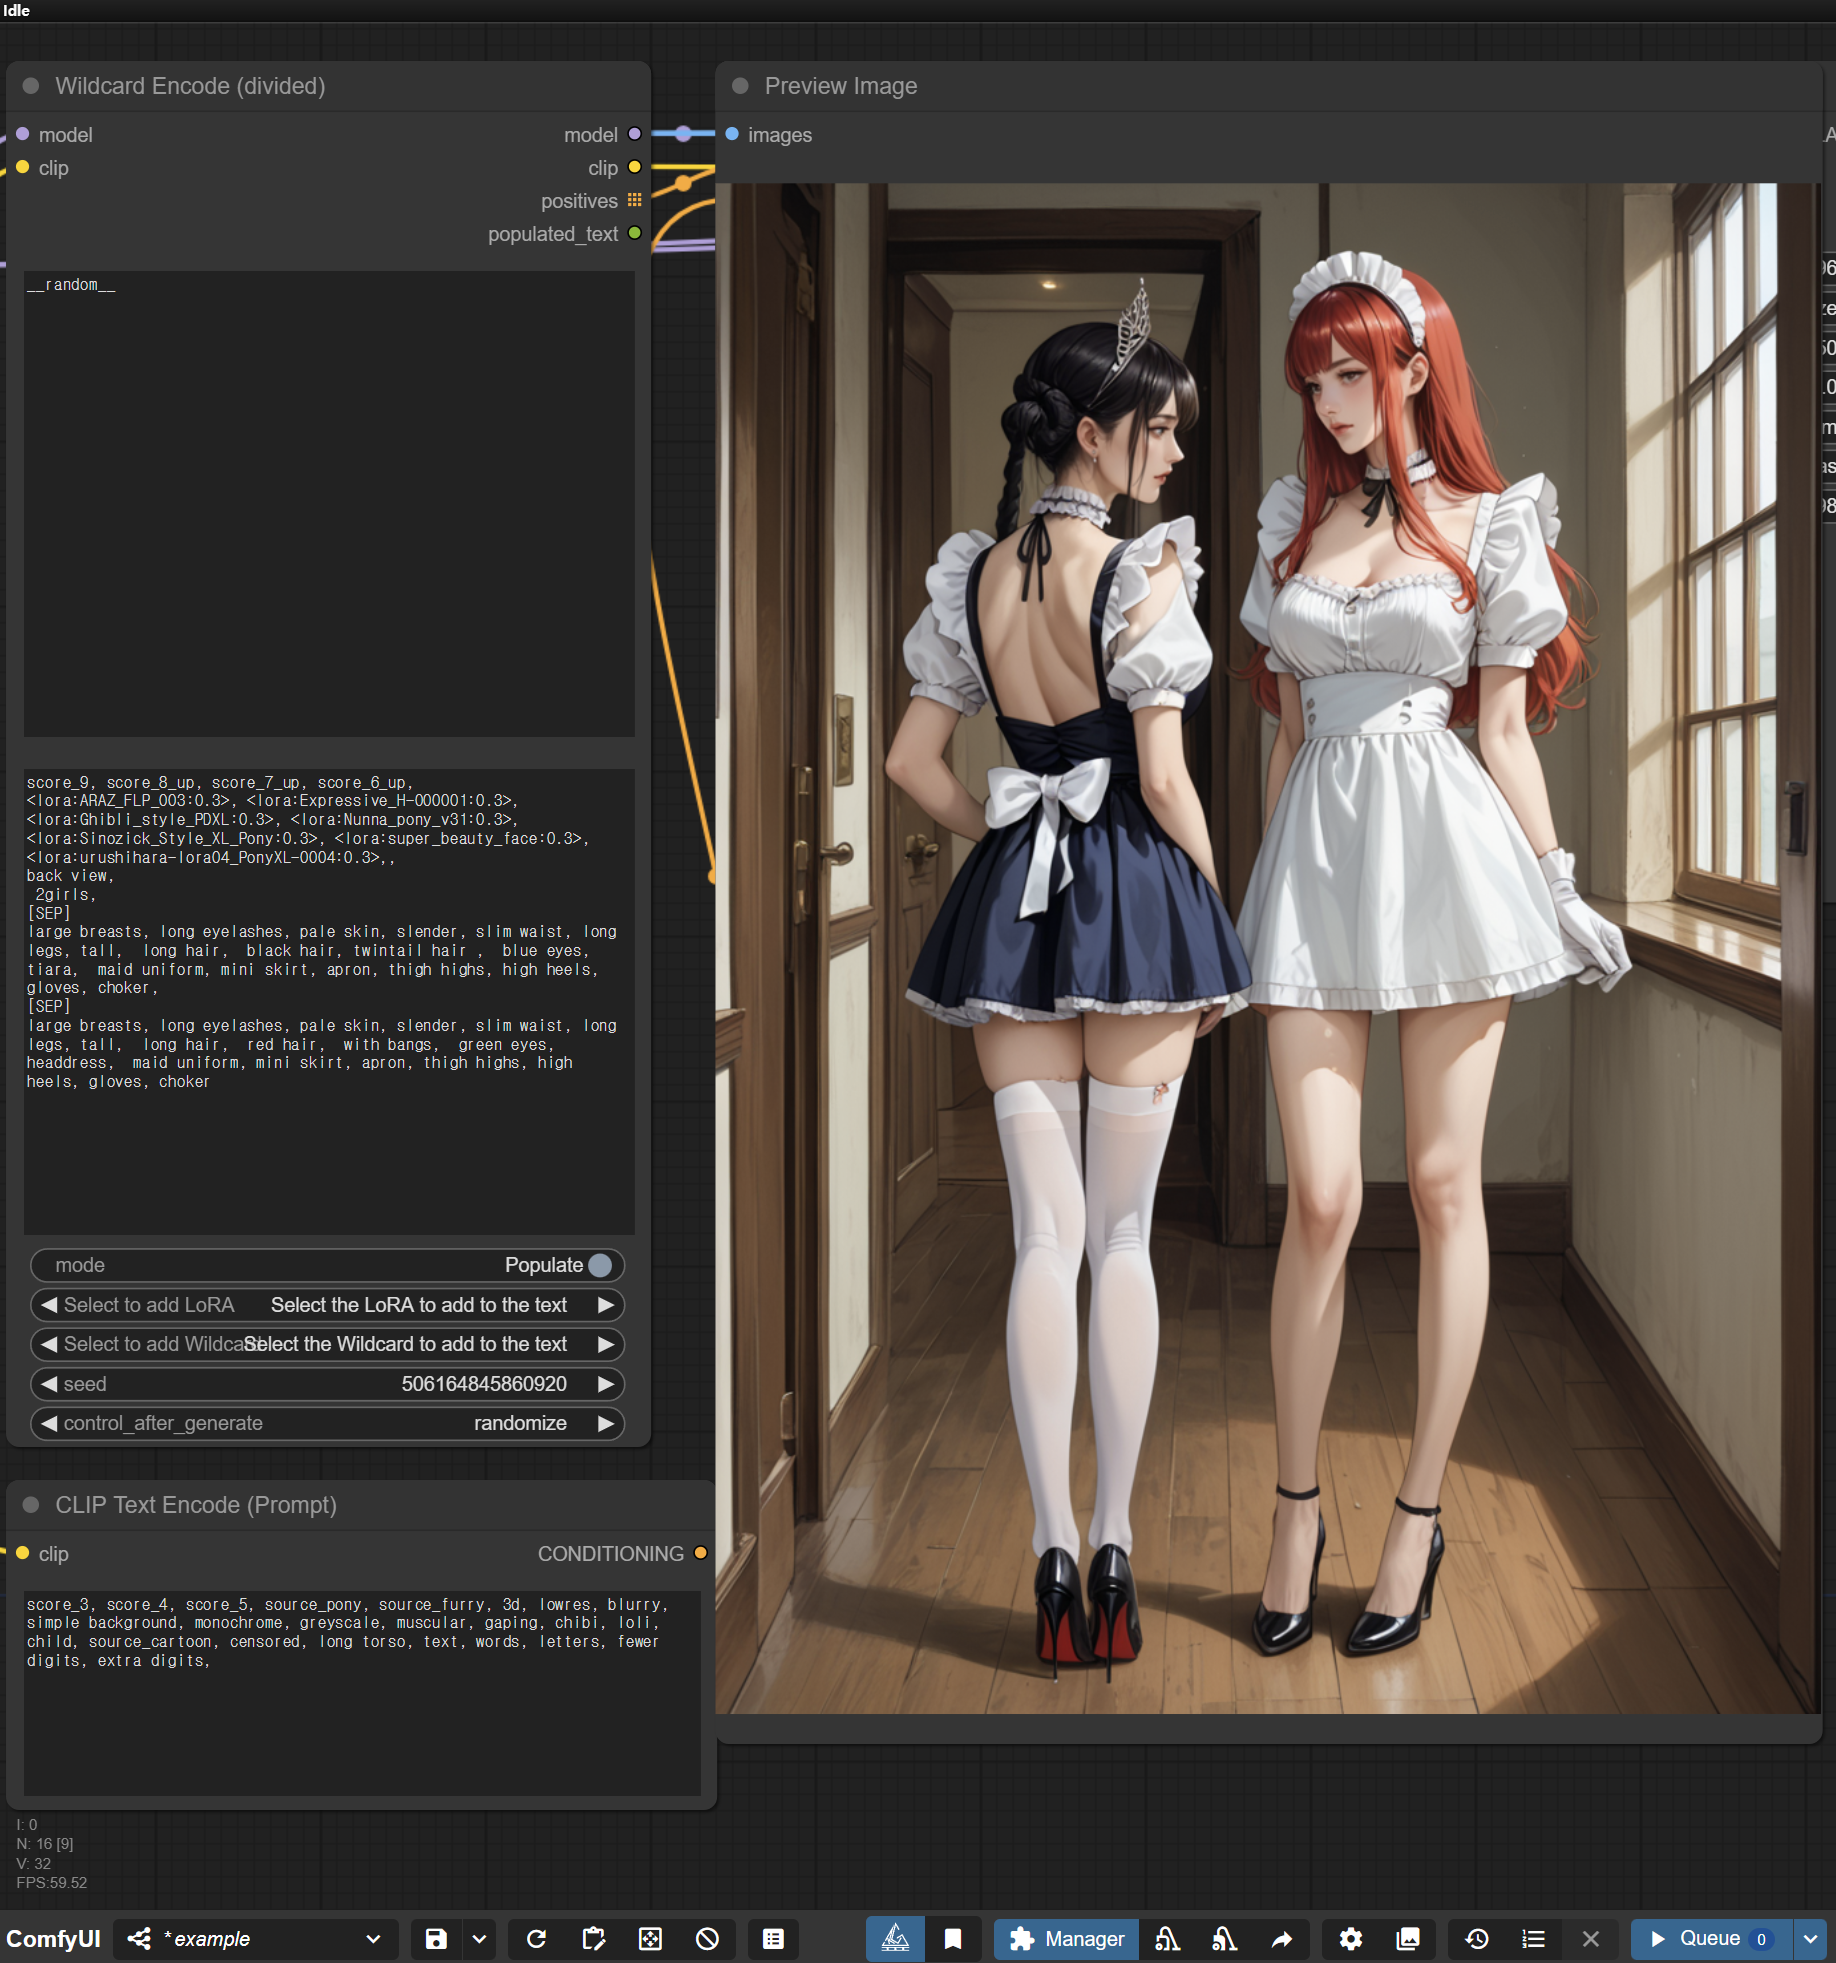 Idle
Wildcard Encode (divided)
model
model
clip
clip
positives
populated_text
__random__
score_9, score_8_up, score_7_up, score_6_up,
<lora:ARAZ_FLP_003:0.3>, <lora:Expressive_H-000001:0.3>,
<lora:Ghibli_style_PDXL:0.3>, <lora:Nunna_pony_v31:0.3>,
<lora:Sinozick_Style_XL_Pony:0.3>, <lora:super_beauty_face:0.3>,
<lora:urushihara-lora04_PonyXL-0004:0.3>,,
back view,
2girls,
[SEP]
large breasts, long eyelashes, pale skin, slender, slim waist, long
legs, tall,  long hair,  black hair, twintail hair ,  blue eyes,
tiara,  maid uniform, mini skirt, apron, thigh highs, high heels,
gloves, choker,
[SEP]
large breasts, long eyelashes, pale skin, slender, slim waist, long
legs, tall,  long hair,  red hair,  with bangs,  green eyes,
headdress,  maid uniform, mini skirt, apron, thigh highs, high
heels, gloves, choker
mode Populate
Select to add LoRA Select the LoRA to add to the text
Select to add Wildca Select the Wildcard to add to the text
seed 506164845860920
control_after_generate randomize
CLIP Text Encode (Prompt)
clip
CONDITIONING
score_3, score_4, score_5, source_pony, source_furry, 3d, lowres, blurry,
simple background, monochrome, greyscale, muscular, gaping, chibi, loli,
child, source_cartoon, censored, long torso, text, words, letters, fewer
digits, extra digits,
Preview Image
images
I: 0
N: 16 [9]
V: 32
FPS:59.52
ComfyUI
*example
Manager
Queue 0